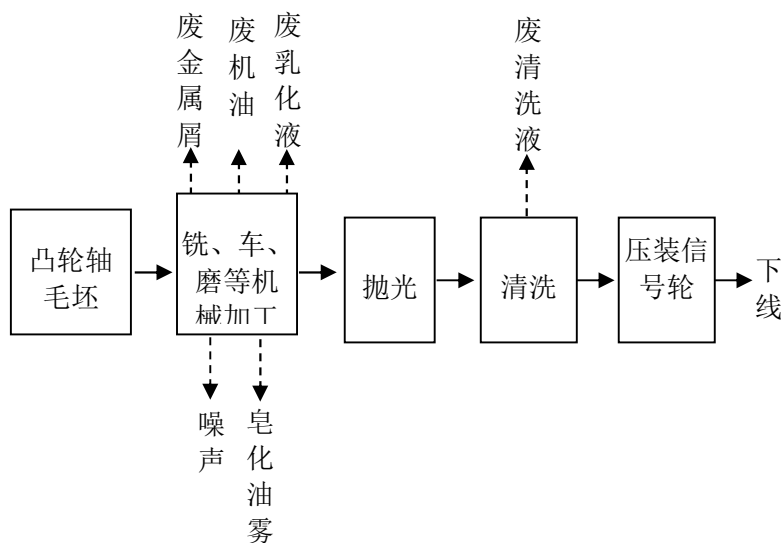 废金属屑
废机油
废乳化液
废清洗液
凸轮轴
毛坯
铣、车、
磨等机
械加工
抛光
清洗
压装信
号轮
下线
噪声
皂化油雾